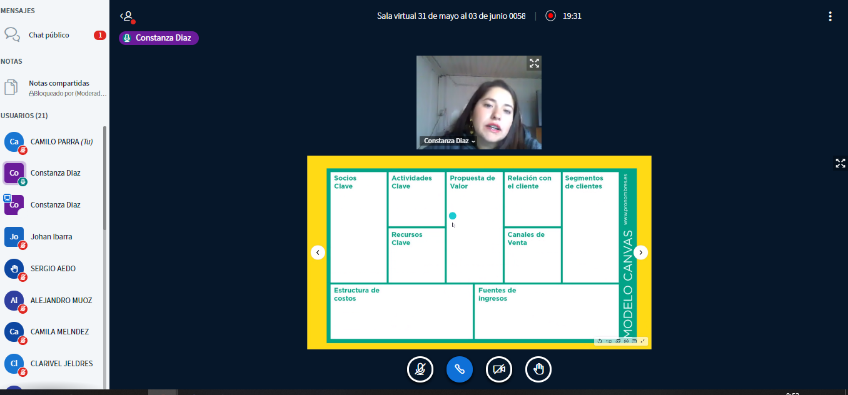 MENSAJES
Chat público
1
NOTAS
Notas compartidas
Bloqueado por (Moderad...
USUARIOS (21)
Ca
CAMILO PARRA (Tu)
Co
Constanza Diaz
Co
Constanza Diaz
Jo
Johan Ibarra
SERGIO AEDO
Al
ALEJANDRO MUOZ
Ca
CAMILA MELNDEZ
Cl
CLARIVEL JELDRES
Sala virtual 31 de mayo al 03 de junio 0058
19:31
Constanza Diaz
Constanza Diaz
Socios
Clave
Actividades
Clave
Propuesta de
Valor
Relación con
el cliente
Segmentos
de clientes
Recursos
Clave
Canales de
Venta
Estructura de
costos
Fuentes de
ingresos
MODELO CANVAS